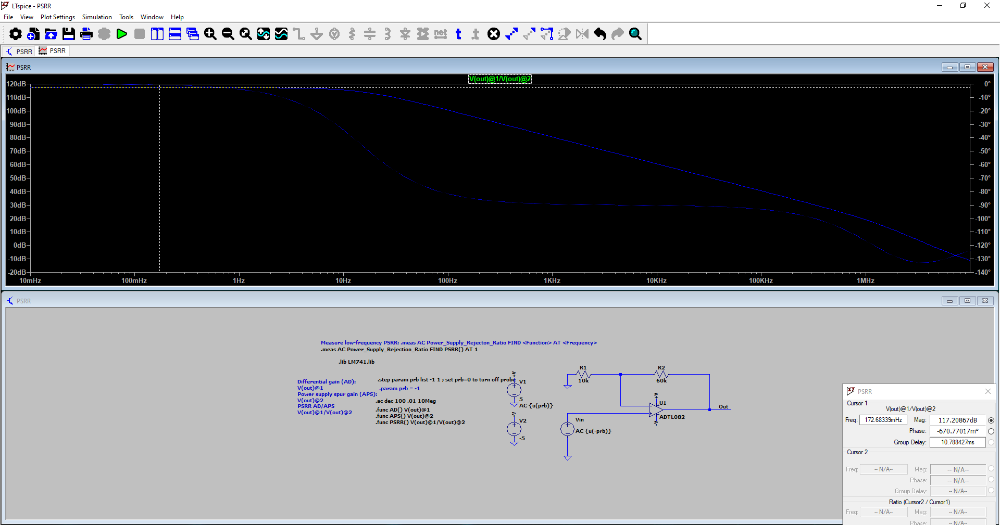 LTspice - PSRR
File View Plot Settings Simulation Tools Window Help
net t t
PSRR PSRR
PSRR
V(out)@1/V(out)@2
120dB 0°
110dB -10°
100dB -20°
90dB -30°
80dB -40°
70dB -50°
60dB -60°
50dB -70°
40dB -80°
30dB -90°
20dB -100°
10dB -110°
0dB -120°
-10dB -130°
-20dB -140°
10mHz 100mHz 1Hz 10Hz 100Hz 1KHz 10KHz 100KHz 1MHz
PSRR
Measure low-frequency PSRR: .meas AC Power_Supply_Rejecton_Ratio FIND <Function> AT <Frequency>
.meas AC Power_Supply_Rejection_Ratio FIND PSRR() AT 1
.lib LM741.lib
Differential gain (AD):
V(out)@1
Power supply spur gain (APS):
V(out)@2
PSRR AD/APS
V(out)@1/V(out)@2
.step param prb list -1 1 ; set prb=0 to turn off probe
.param prb = -1
.ac dec 100 .01 10Meg
.func AD() V(out)@1
.func APS() V(out)@2
.func PSRR() V(out)@1/V(out)@2
A+
V1
5
AC {u(prb)}
A-
V2
-5
R1
10k
R2
60k
A+
U1
ADTL082
A-
Out
Vin
AC {u(-prb)}
PSRR
Cursor 1
V(out)@1/V(out)@2
Freq: 172.68339mHz Mag: 117.20867dB
Phase: -670.77017m°
Group Delay: 10.788427ms
Cursor 2
Freq: -- N/A-- Mag: -- N/A--
Phase: -- N/A--
Group Delay: -- N/A--
Ratio (Cursor2 / Cursor1)
Freq: -- N/A-- Mag: -- N/A--
Phase: -- N/A--